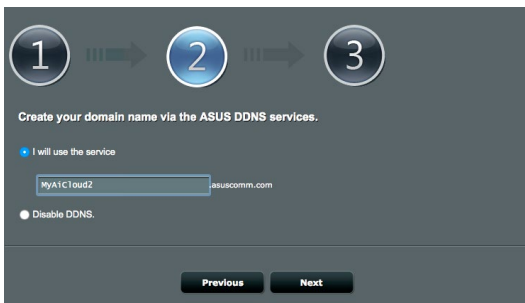 1 2 3
Create your domain name via the ASUS DDNS services.
I will use the service
MyAiCloud2 .asuscomm.com
Disable DDNS.
Previous Next